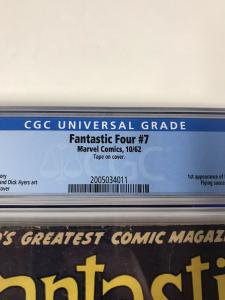 CGC UNIVERSAL GRADE
Fantastic Four #7
Marvel Comics, 10/62
Tape on cover.
2005034011
and Dick Ayers art
1st appearance of
Flying
'S GREATEST COMIC MAGAZ
Fantastic